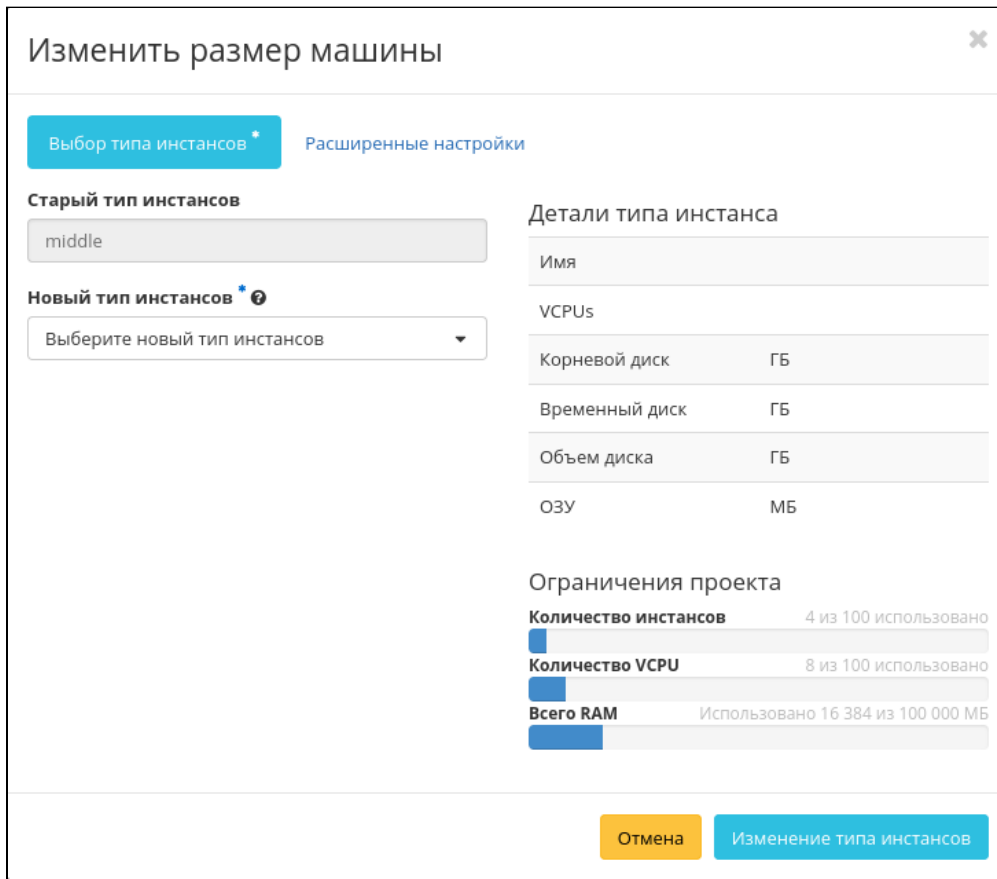 Изменить размер машины
Выбор типа инстансов *
Расширенные настройки
Старый тип инстансов
middle
Новый тип инстансов *
Выберите новый тип инстансов
Детали типа инстанса
Имя
VCPUs
Корневой диск ГБ
Временный диск ГБ
Объем диска ГБ
ОЗУ МБ
Ограничения проекта
Количество инстансов 4 из 100 использовано
Количество VCPU 8 из 100 использовано
Всего RAM Использовано 16 384 из 100 000 МБ
Отмена
Изменение типа инстансов